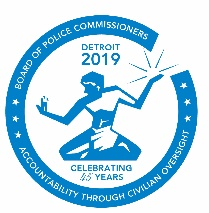 BOARD OF POLICE COMMISSIONERS
DETROIT
2019
CELEBRATING
45 YEARS
ACCOUNTABILITY THROUGH CIVILIAN OVERSIGHT